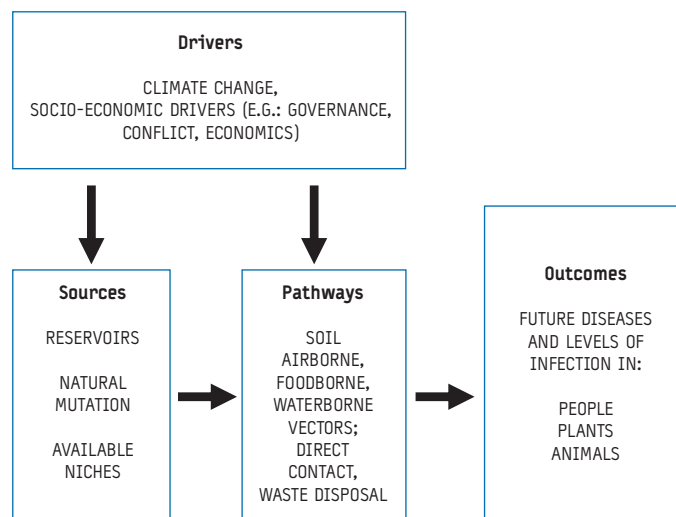 Drivers
CLIMATE CHANGE,
SOCIO-ECONOMIC DRIVERS (E.G.: GOVERNANCE,
CONFLICT, ECONOMICS)
Sources
RESERVOIRS
NATURAL
MUTATION
AVAILABLE
NICHES
Pathways
SOIL
AIRBORNE,
FOODBORNE,
WATERBORNE
VECTORS;
DIRECT
CONTACT,
WASTE DISPOSAL
Outcomes
FUTURE DISEASES
AND LEVELS OF
INFECTION IN:
PEOPLE
PLANTS
ANIMALS